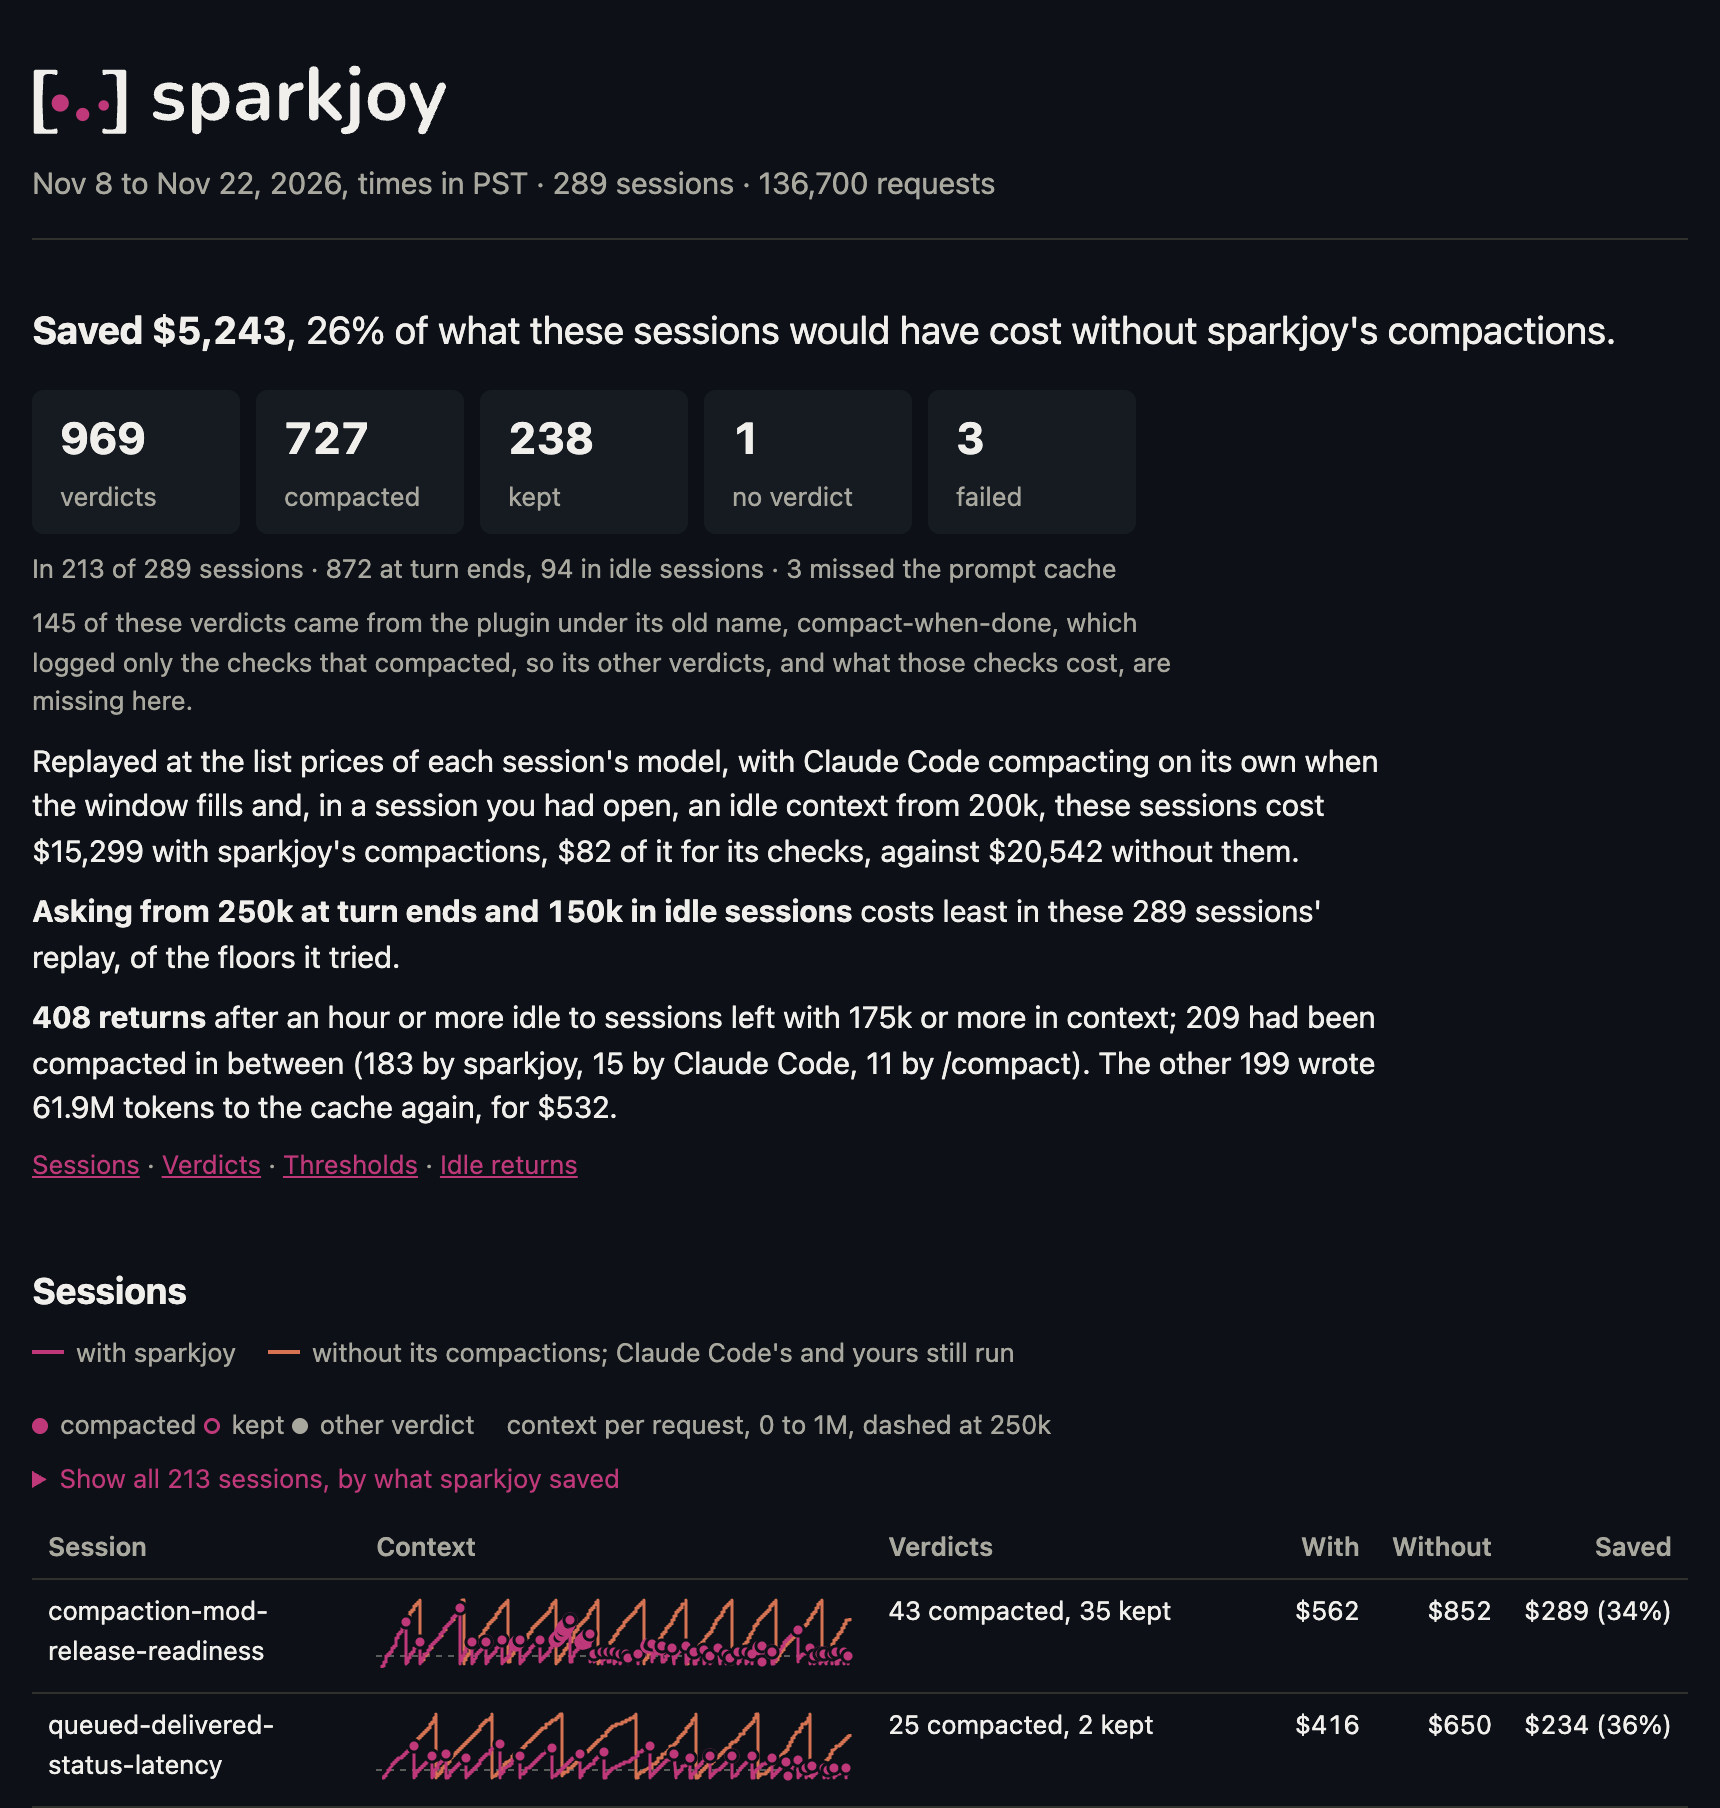 [...] sparkjoy
Nov 8 to Nov 22, 2026, times in PST · 289 sessions · 136,700 requests
Saved $5,243, 26% of what these sessions would have cost without sparkjoy's compactions.
969
verdicts
727
compacted
238
kept
1
no verdict
3
failed
In 213 of 289 sessions · 872 at turn ends, 94 in idle sessions · 3 missed the prompt cache
145 of these verdicts came from the plugin under its old name, compact-when-done, which
logged only the checks that compacted, so its other verdicts, and what those checks cost, are
missing here.
Replayed at the list prices of each session's model, with Claude Code compacting on its own when
the window fills and, in a session you had open, an idle context from 200k, these sessions cost
$15,299 with sparkjoy's compactions, $82 of it for its checks, against $20,542 without them.
Asking from 250k at turn ends and 150k in idle sessions costs least in these 289 sessions'
replay, of the floors it tried.
408 returns after an hour or more idle to sessions left with 175k or more in context; 209 had been
compacted in between (183 by sparkjoy, 15 by Claude Code, 11 by /compact). The other 199 wrote
61.9M tokens to the cache again, for $532.
Sessions · Verdicts · Thresholds · Idle returns
Sessions
with sparkjoy without its compactions; Claude Code's and yours still run
compacted kept other verdict context per request, 0 to 1M, dashed at 250k
Show all 213 sessions, by what sparkjoy saved
Session Context Verdicts With Without Saved
compaction-mod-
release-readiness
43 compacted, 35 kept $562 $852 $289 (34%)
queued-delivered-
status-latency
25 compacted, 2 kept $416 $650 $234 (36%)